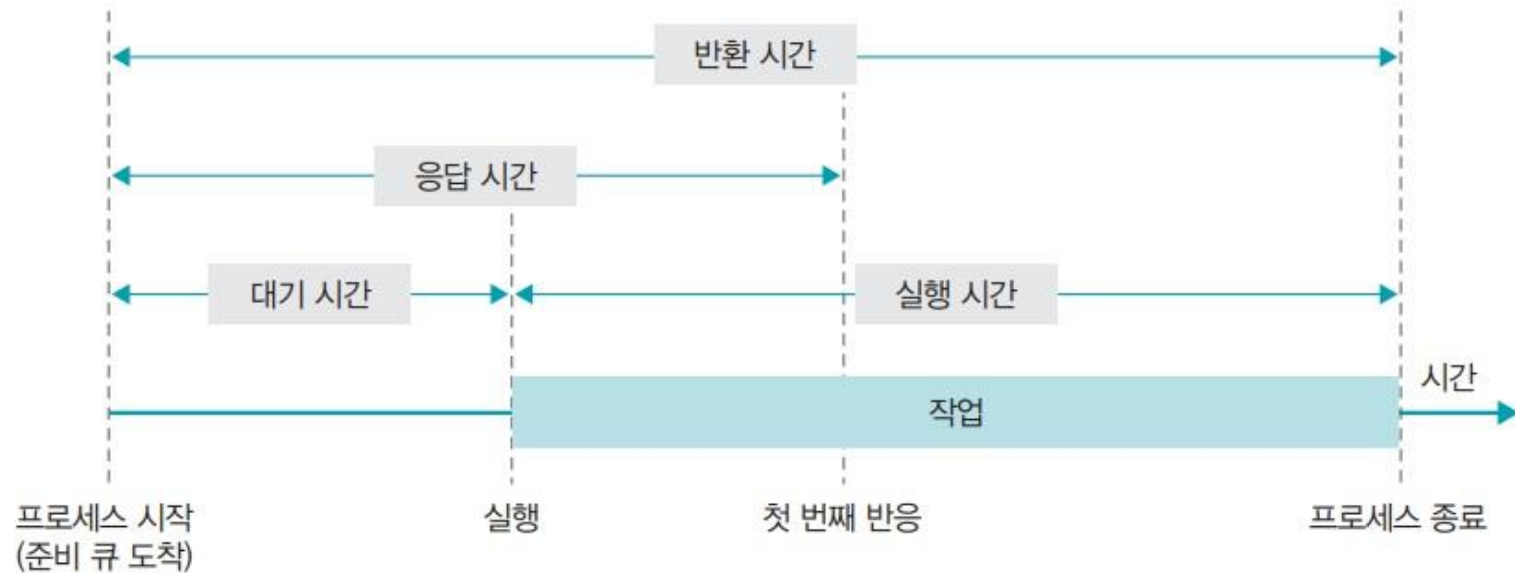 반환 시간
응답 시간
대기 시간
실행 시간
시간
작업
프로세스 시작
(준비 큐 도착)
실행
첫 번째 반응
프로세스 종료